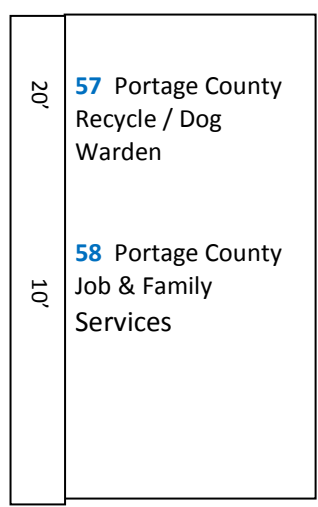 20’
57 Portage County
Recycle / Dog
Warden
58 Portage County
Job & Family
Services
10’